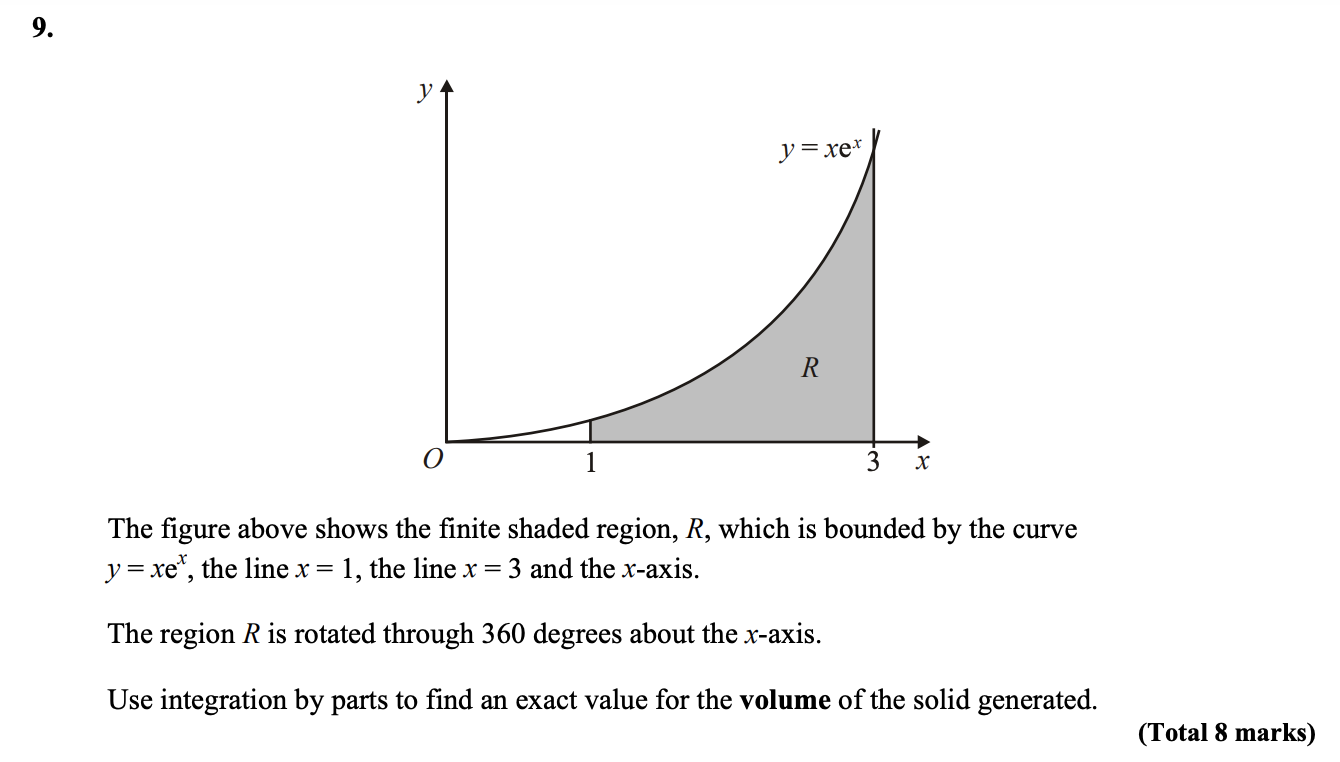 9.
y
y = xeˣ
R
O 1 3 x
The figure above shows the finite shaded region, R, which is bounded by the curve
y = xeˣ, the line x = 1, the line x = 3 and the x-axis.
The region R is rotated through 360 degrees about the x-axis.
Use integration by parts to find an exact value for the volume of the solid generated.
(Total 8 marks)